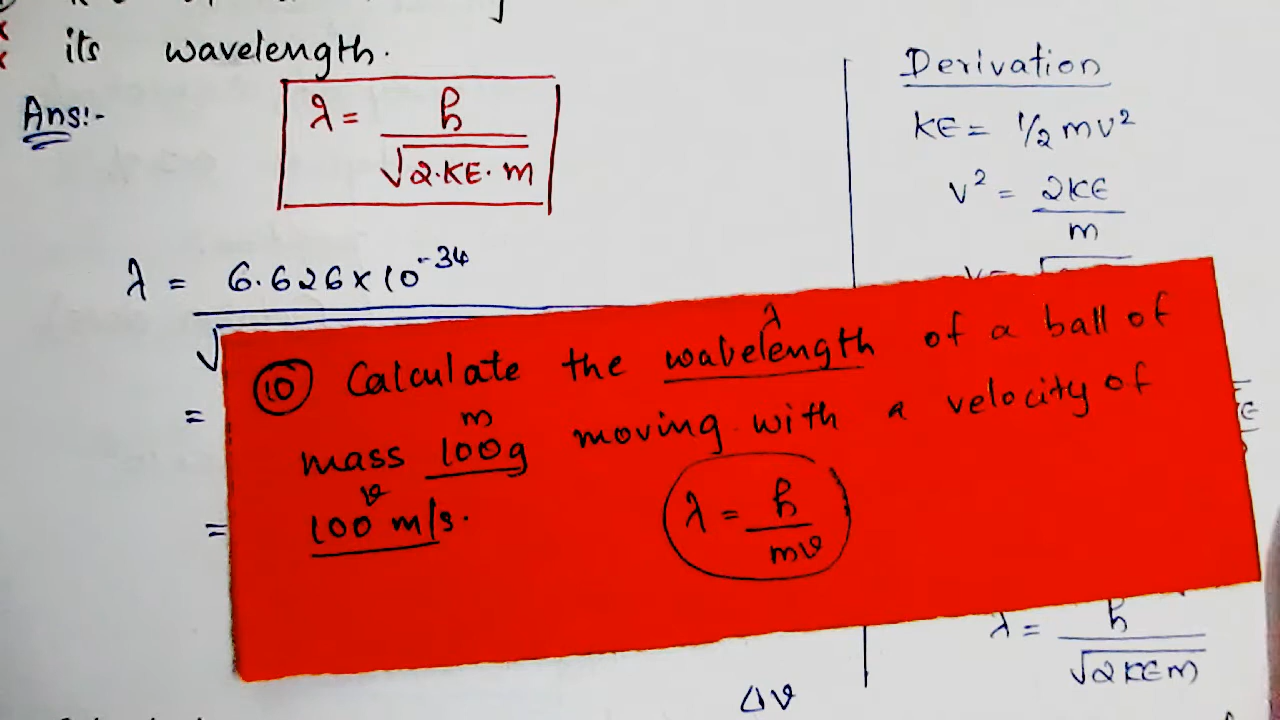 its wavelength.
Ans:-
λ = h / √2·KE·m
λ = 6.626×10⁻³⁴
√
=
=
Derivation
KE = 1/2 mv²
v² = 2KE / m
λ = h / √2KEm
Δv
λ
⑩ Calculate the wavelength of a ball of
m
mass 100g moving with a velocity of
v
100 m/s.
λ = h / mv